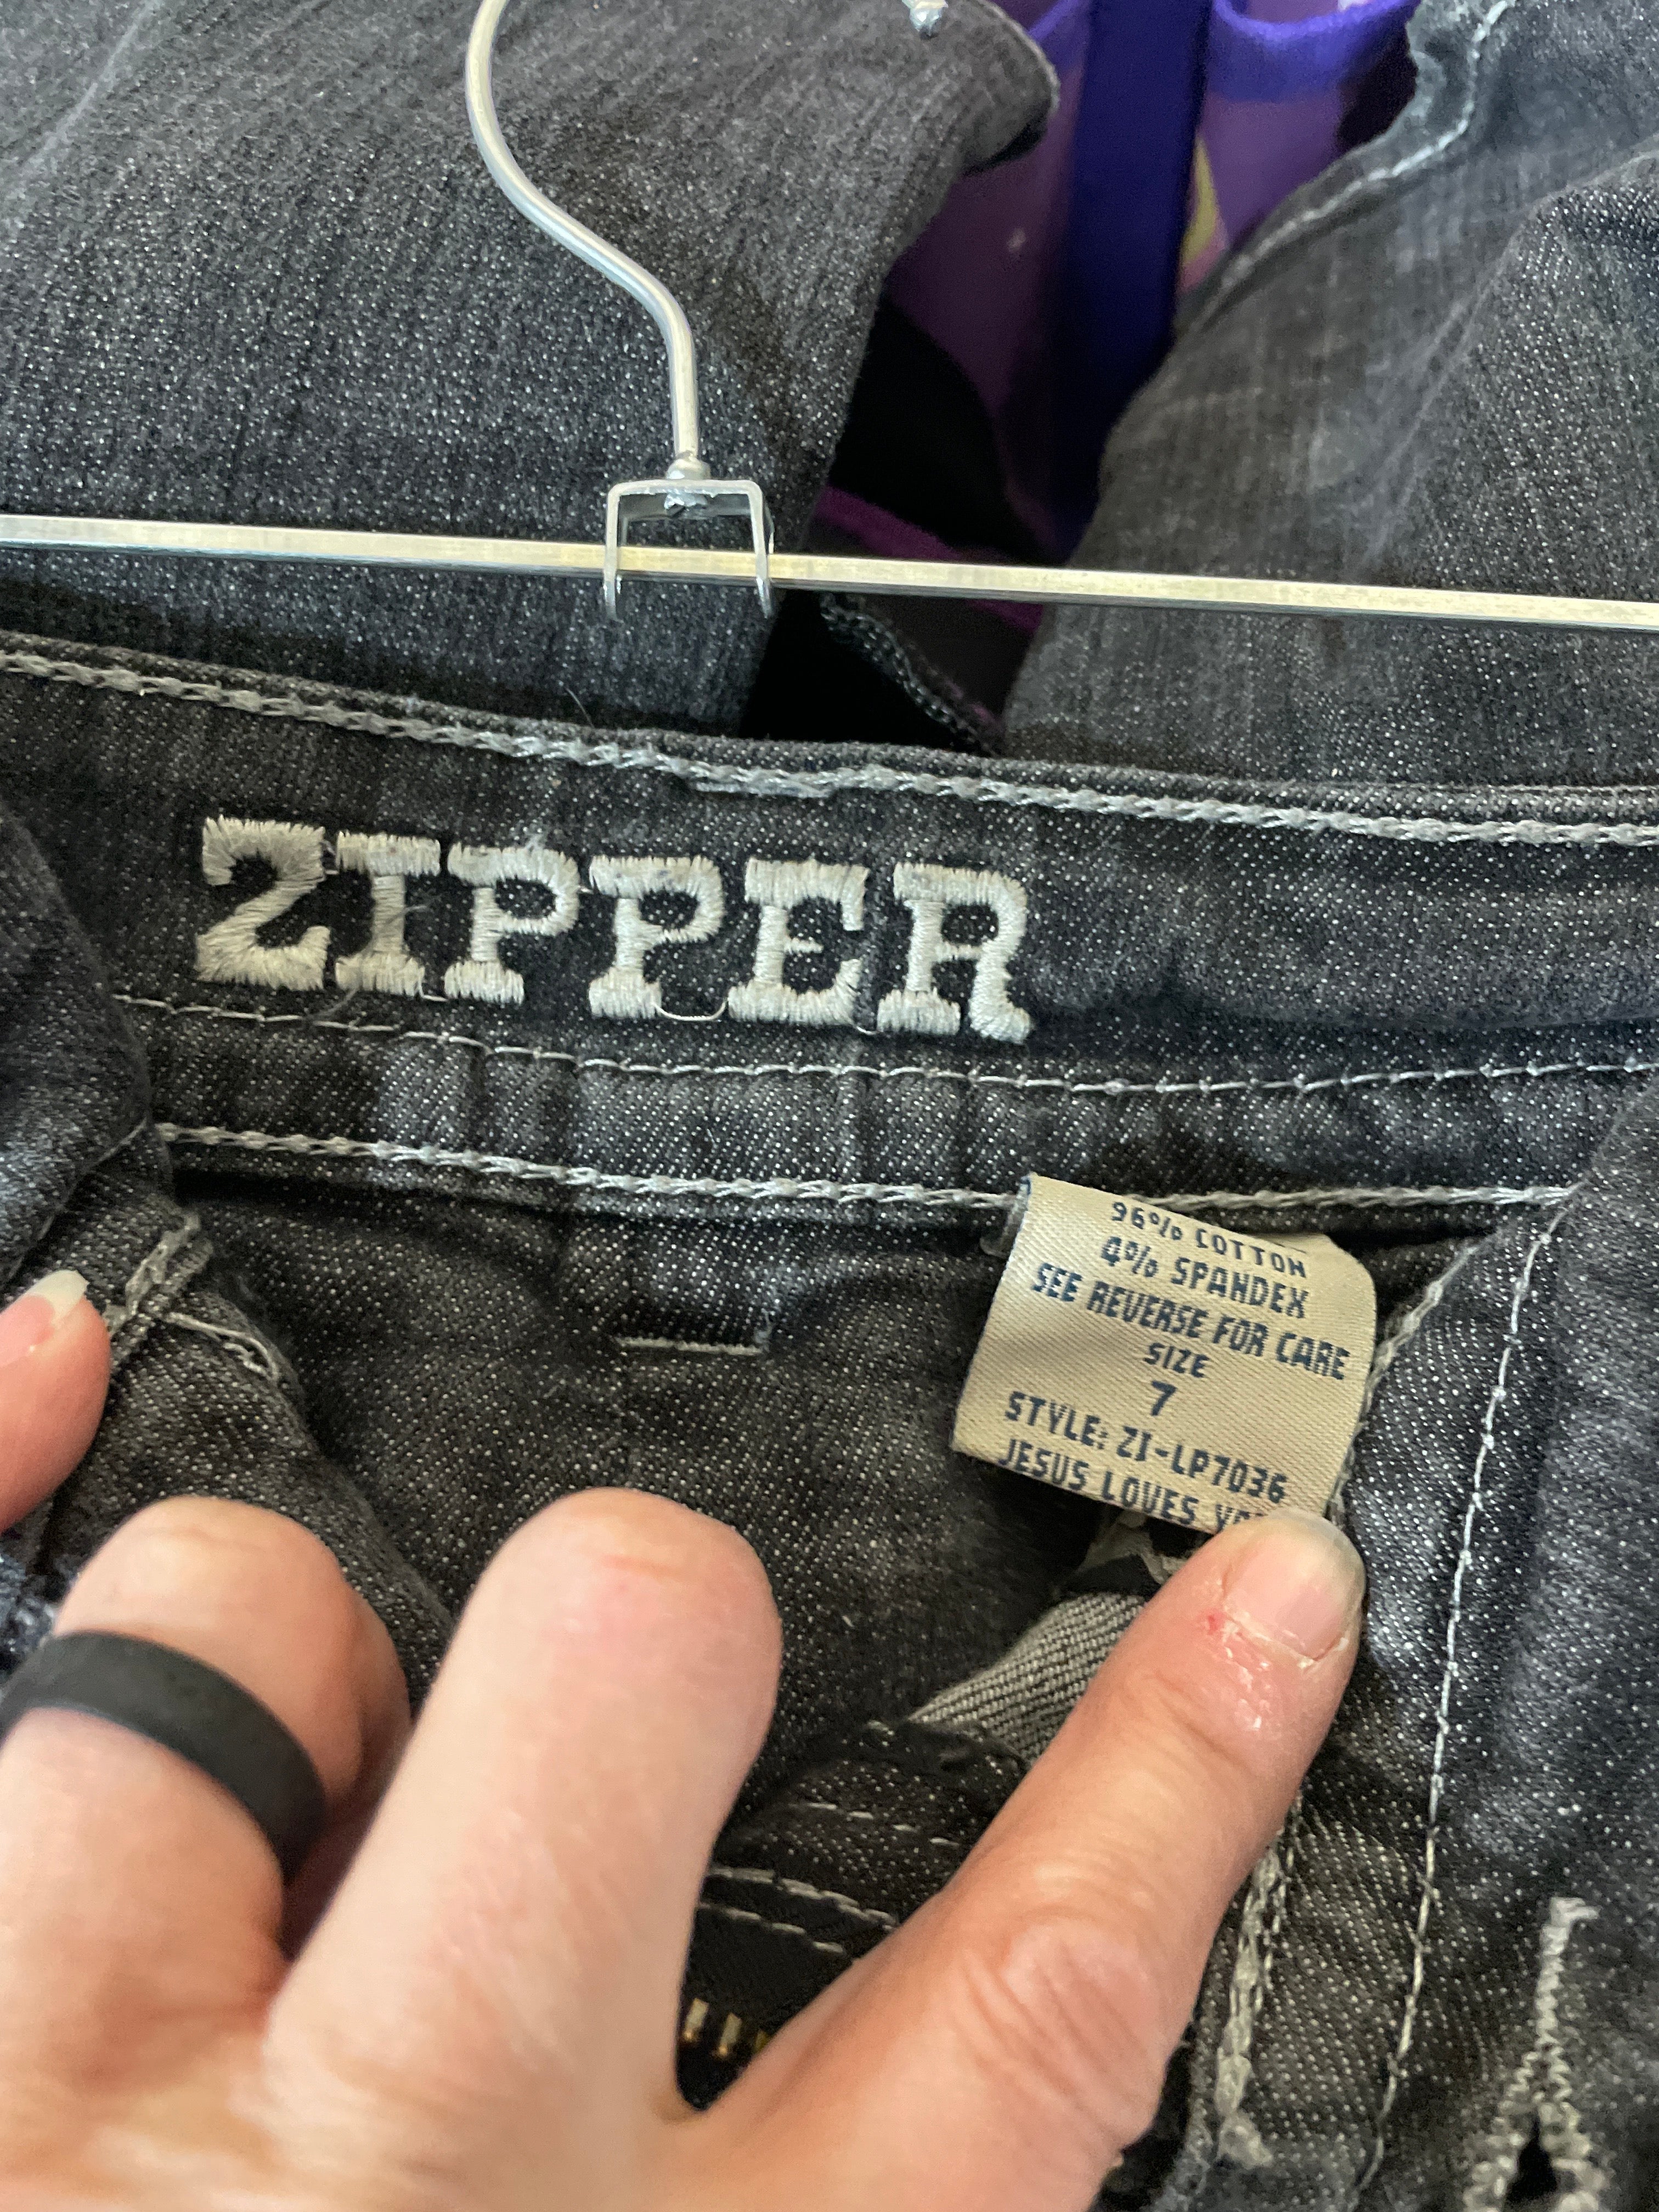 ZIPPER
96% COTTON
4% SPANDEX
SEE REVERSE FOR CARE
SIZE
7
STYLE: ZI-LP7036
JESUS LOVES